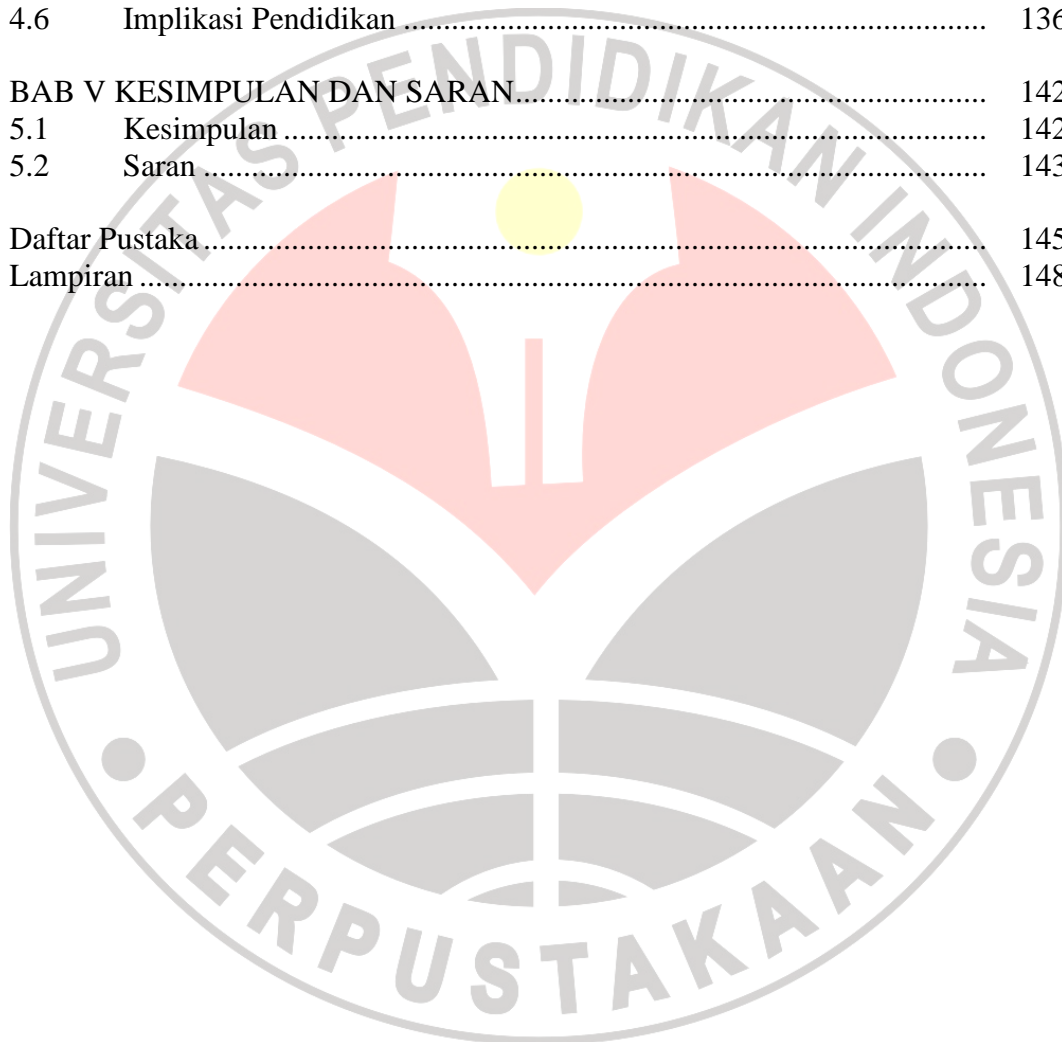 4.6 Implikasi Pendidikan ........................................................................ 136
BAB V KESIMPULAN DAN SARAN .......................................................... 142
5.1 Kesimpulan ....................................................................................... 142
5.2 Saran ................................................................................................. 143
Daftar Pustaka ................................................................................................. 145
Lampiran .......................................................................................................... 148
UNIVERSITAS PENDIDIKAN INDONESIA
PERPUSTAKAAN